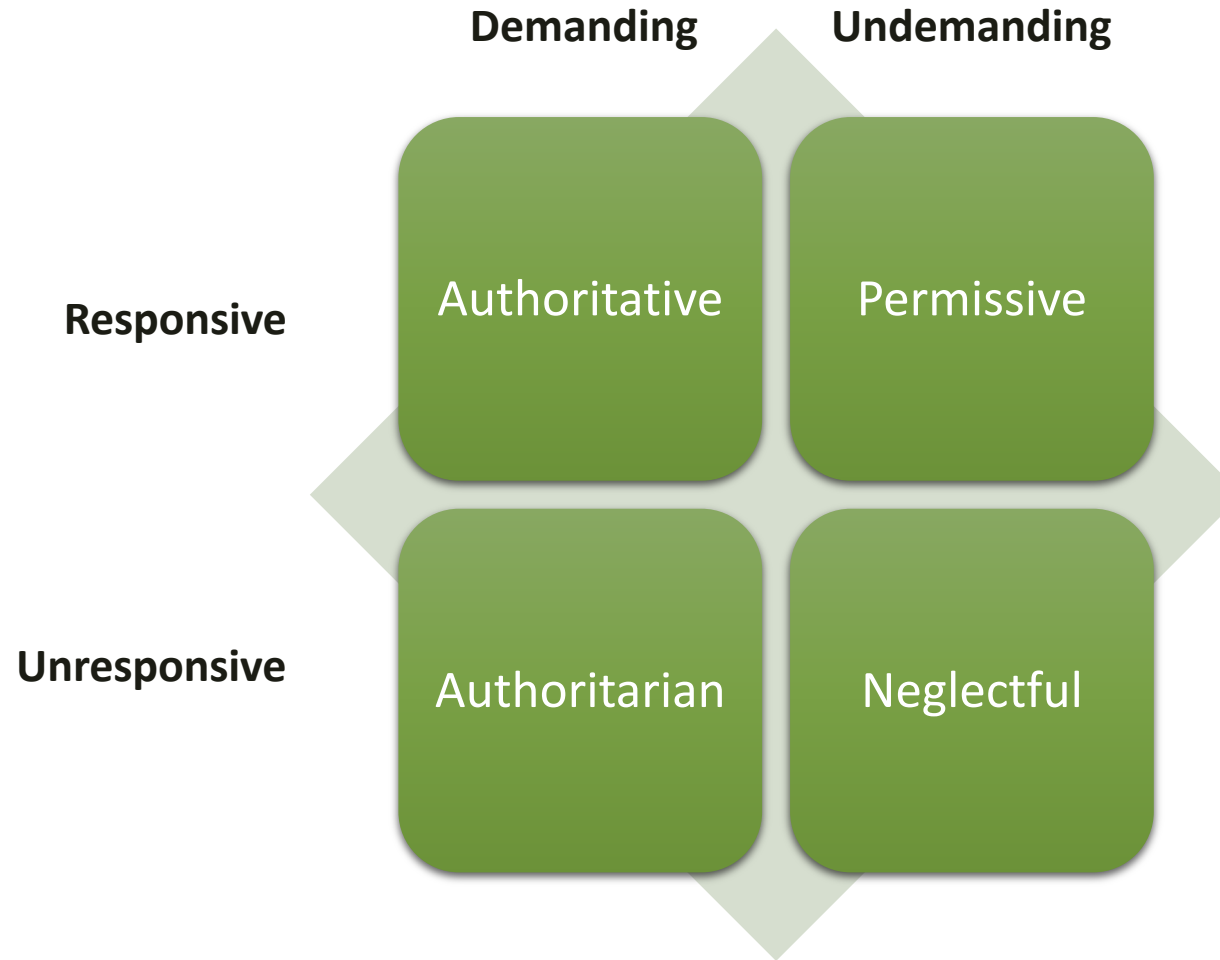 Demanding Undemanding
Responsive
Authoritative Permissive
Unresponsive
Authoritarian Neglectful